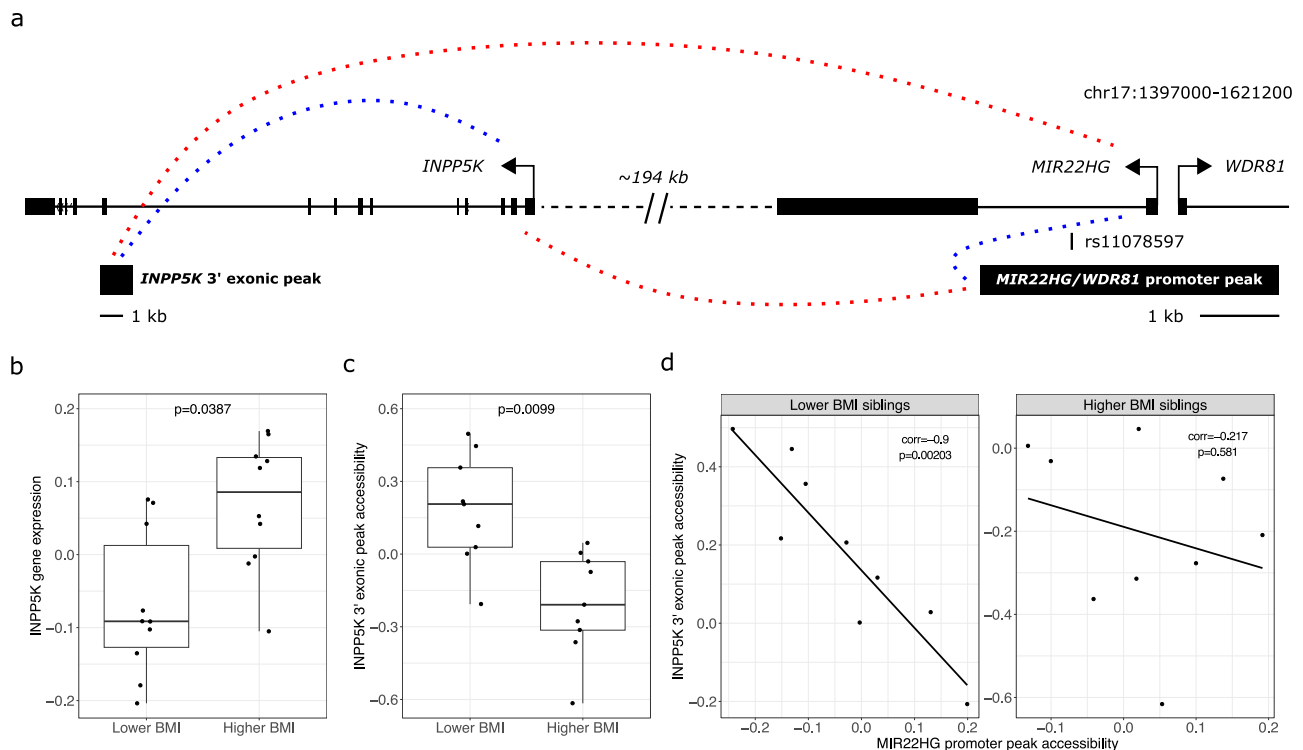 a
chr17:1397000-1621200
INPP5K
~194 kb
MIR22HG
WDR81
rs11078597
INPP5K 3' exonic peak
MIR22HG/WDR81 promoter peak
1 kb
1 kb
b
p=0.0387
INPP5K gene expression
0.2
0.1
0.0
−0.1
−0.2
Lower BMI
Higher BMI
c
p=0.0099
INPP5K 3' exonic peak accessibility
0.6
0.3
0.0
−0.3
−0.6
Lower BMI
Higher BMI
d
Lower BMI siblings
corr=−0.9
p=0.00203
INPP5K 3' exonic peak accessibility
0.4
0.2
0.0
−0.2
−0.2
−0.1
0.0
0.1
0.2
Higher BMI siblings
corr=−0.217
p=0.581
0.0
−0.2
−0.4
−0.6
−0.1
0.0
0.1
0.2
MIR22HG promoter peak accessibility